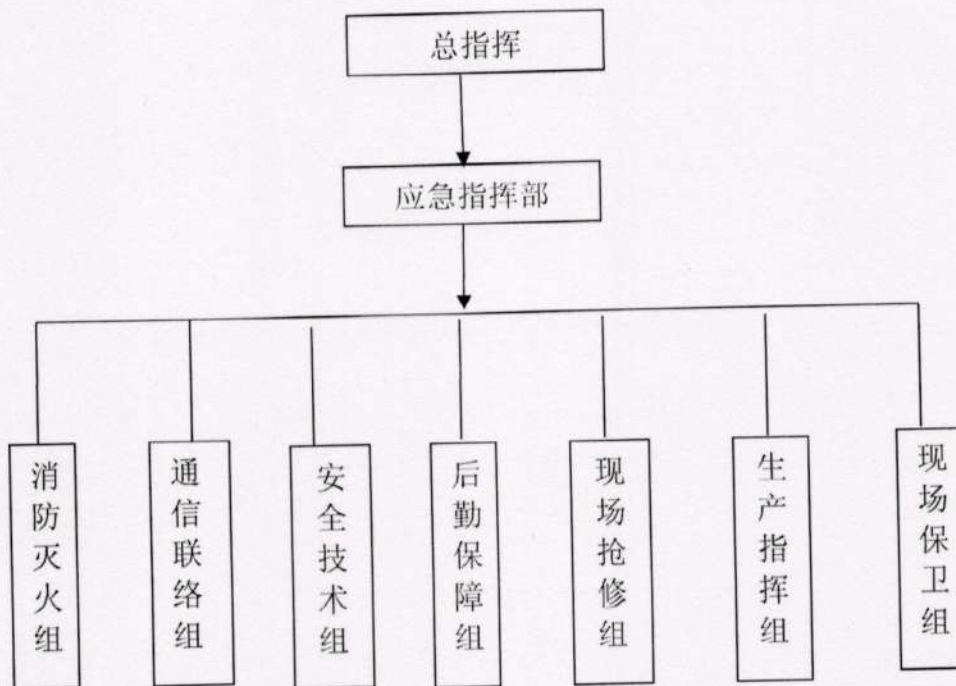 总指挥
应急指挥部
消防灭火组
通信联络组
安全技术组
后勤保障组
现场抢修组
生产指挥组
现场保卫组